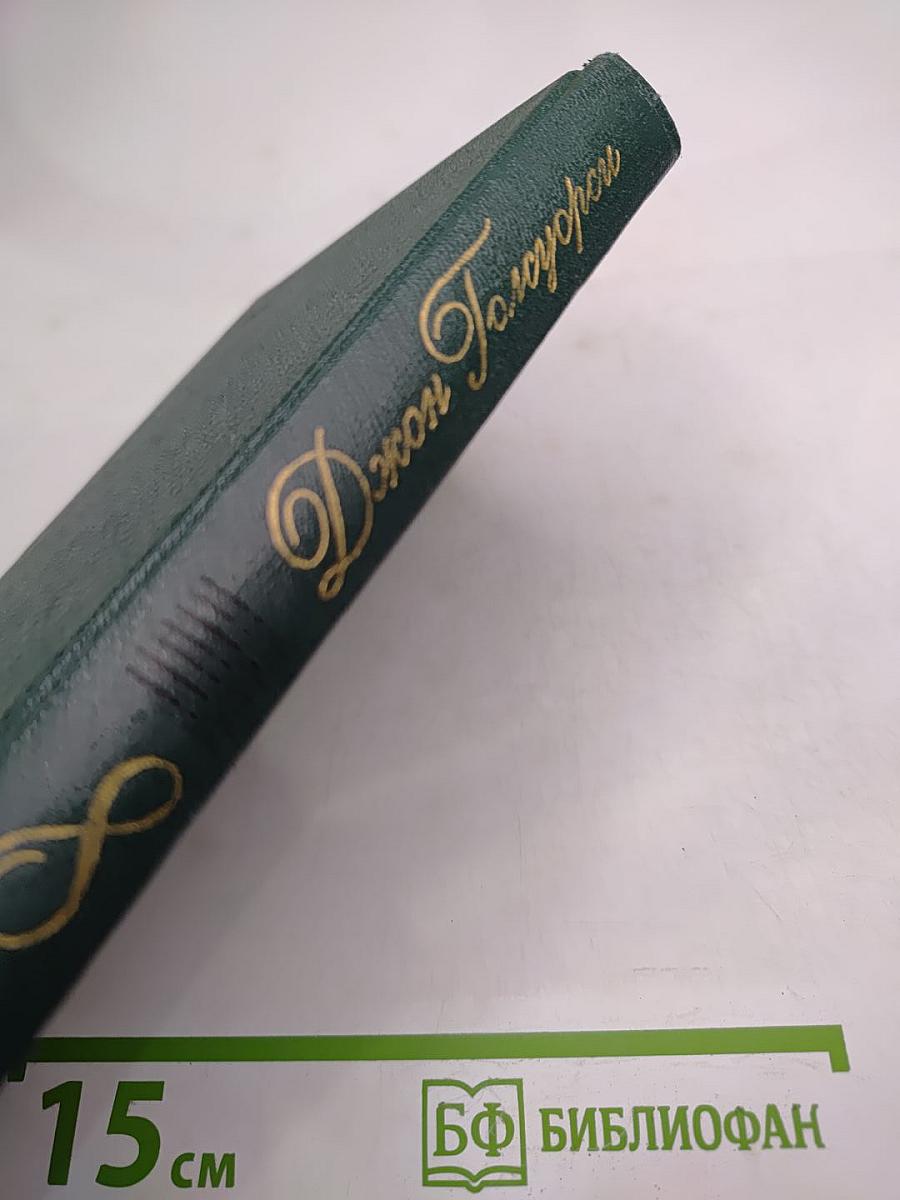 Джон Голсуорси
8
15 см
БФ БИБЛИОФАН